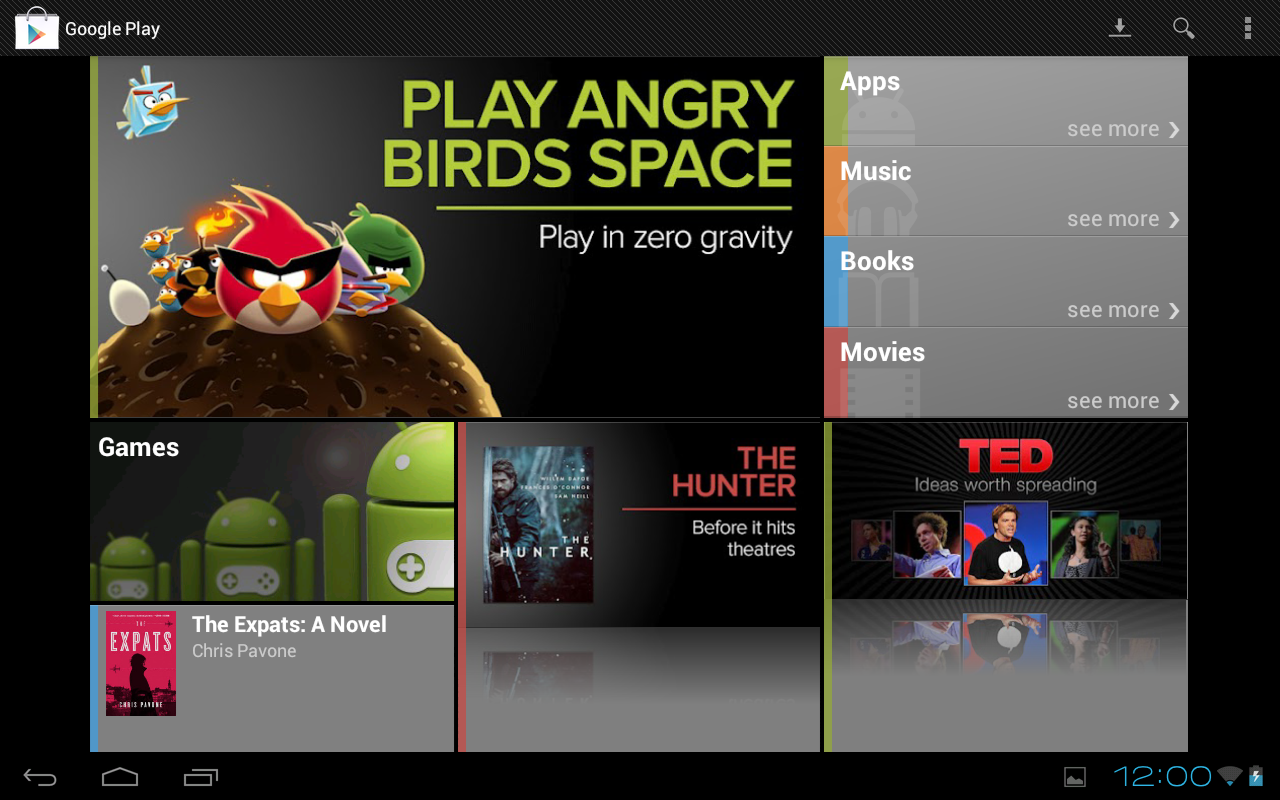 Google Play
PLAY ANGRY
BIRDS SPACE
Play in zero gravity
Apps
see more
Music
see more
Books
see more
Movies
see more
Games
THE
HUNTER
Before it hits
theatres
WILLEM DAFOE
FRANCES O'CONNOR
SAM NEILL
THE
HUNTER
TED
Ideas worth spreading
THE
EXPATS
CHRIS PAVONE
The Expats: A Novel
Chris Pavone
12:00